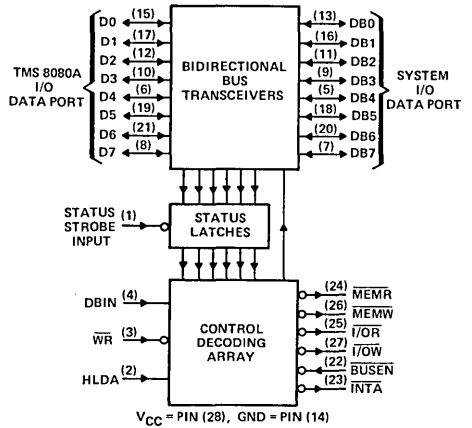 D0 (15)
D1 (17)
D2 (12)
D3 (10)
D4 (6)
D5 (19)
D6 (21)
D7 (8)
TMS 8080A
I/O
DATA PORT
BIDIRECTIONAL
BUS
TRANSCEIVERS
(13) DB0
(16) DB1
(11) DB2
(9) DB3
(5) DB4
(18) DB5
(20) DB6
(7) DB7
SYSTEM
I/O
DATA PORT
STATUS
STROBE
INPUT
(1)
STATUS
LATCHES
DBIN (4)
WR (3)
HLDA (2)
CONTROL
DECODING
ARRAY
(24) MEMR
(26) MEMW
(25) I/OR
(27) I/OW
(22) BUSEN
(23) INTA
VCC = PIN (28), GND = PIN (14)